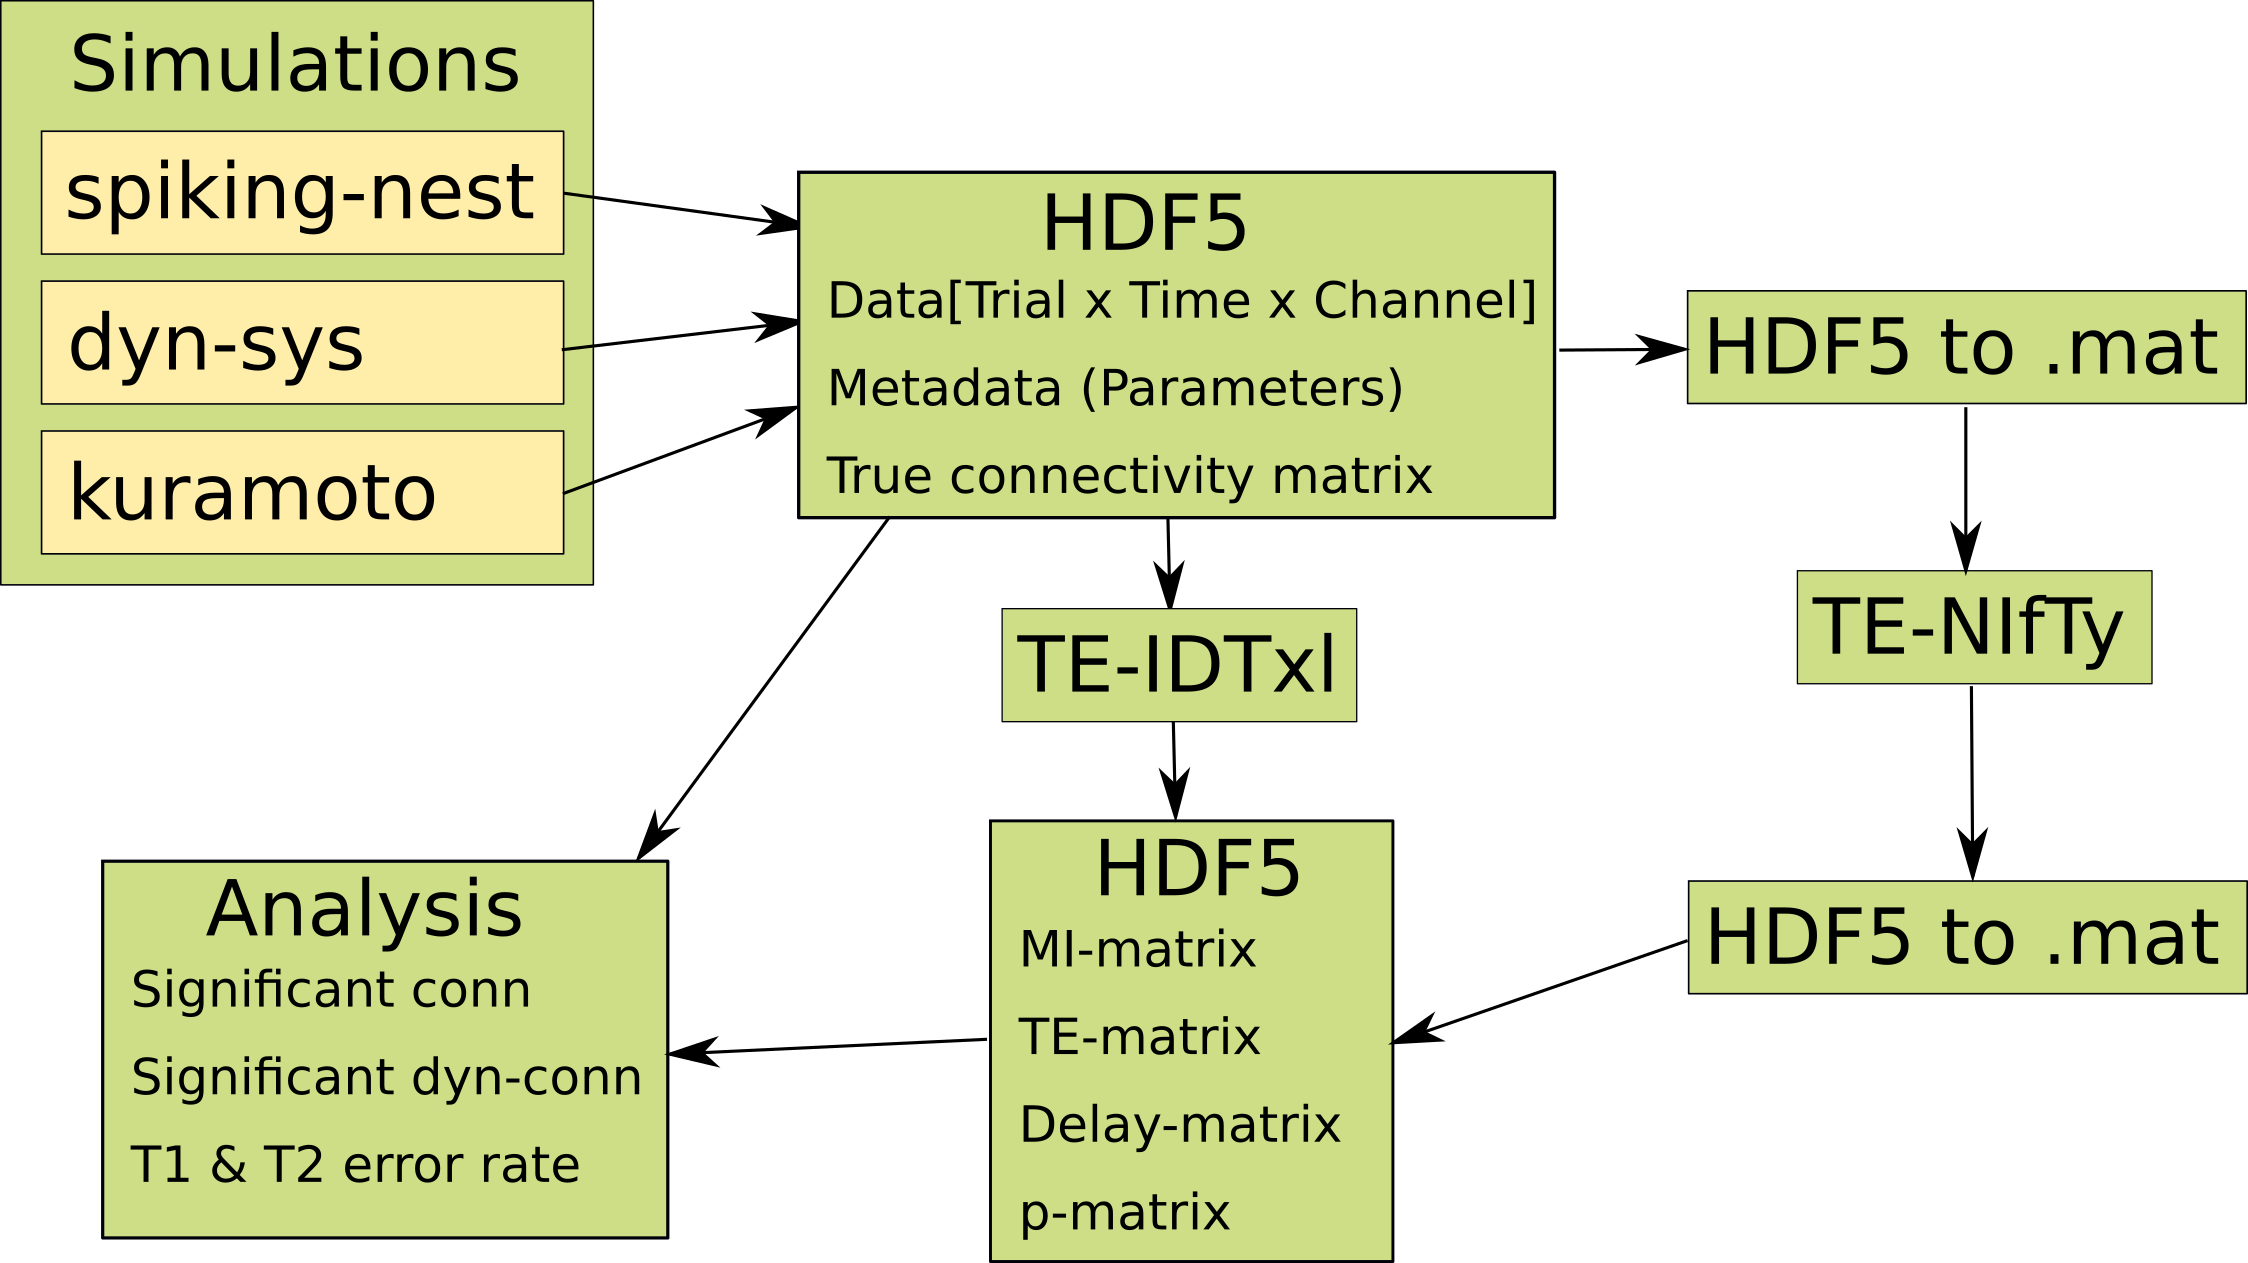 Simulations
spiking-nest
dyn-sys
kuramoto
HDF5
Data[Trial x Time x Channel]
Metadata (Parameters)
True connectivity matrix
HDF5 to .mat
TE-IDTxl
TE-NIfTy
HDF5
MI-matrix
TE-matrix
Delay-matrix
p-matrix
HDF5 to .mat
Analysis
Significant conn
Significant dyn-conn
T1 & T2 error rate